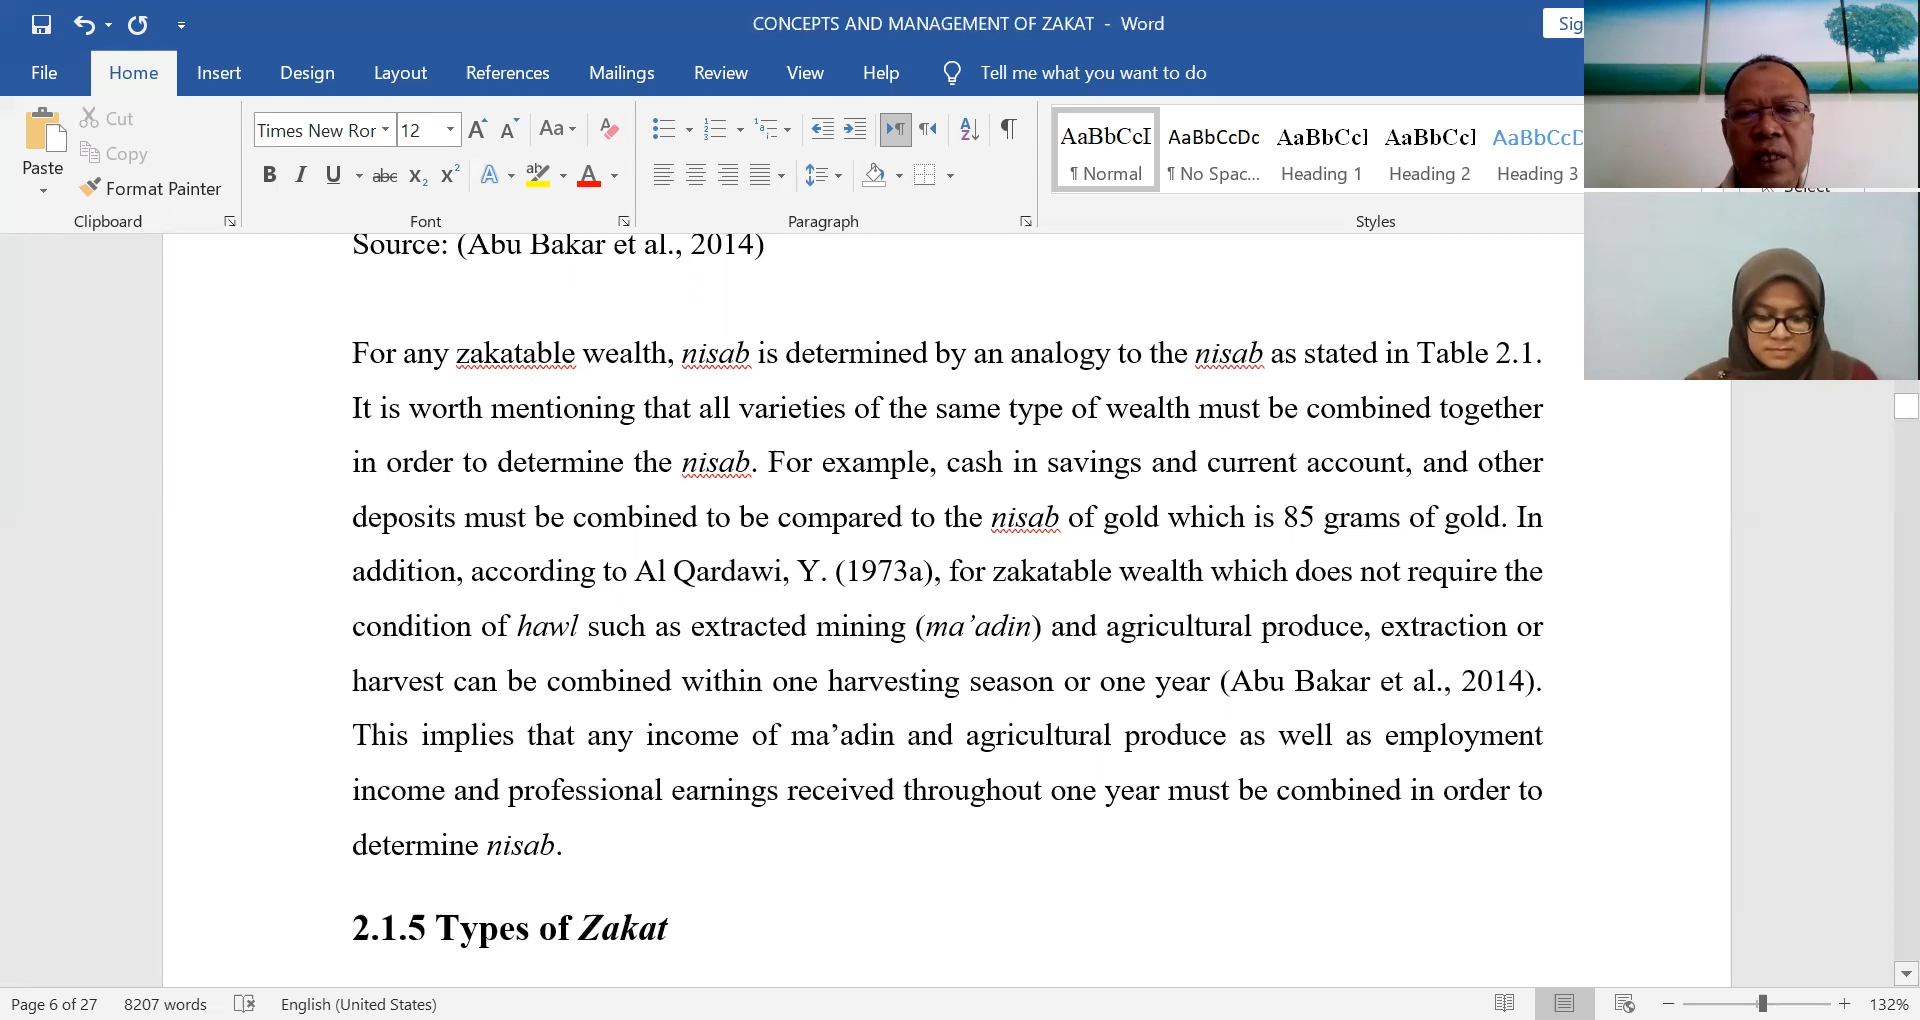 CONCEPTS AND MANAGEMENT OF ZAKAT - Word
Sig
File Home Insert Design Layout References Mailings Review View Help Tell me what you want to do
Paste
Cut
Copy
Format Painter
Clipboard
Times New Ror 12
Aa
B I U abc X2 X2 A ab A
Font
Paragraph
AaBbCcI AaBbCcDc AaBbCcI AaBbCcI AaBbCcD
¶ Normal ¶ No Spac... Heading 1 Heading 2 Heading 3
Styles
Select
Source: (Abu Bakar et al., 2014)
For any zakatable wealth, nisab is determined by an analogy to the nisab as stated in Table 2.1.
It is worth mentioning that all varieties of the same type of wealth must be combined together
in order to determine the nisab. For example, cash in savings and current account, and other
deposits must be combined to be compared to the nisab of gold which is 85 grams of gold. In
addition, according to Al Qardawi, Y. (1973a), for zakatable wealth which does not require the
condition of hawl such as extracted mining (ma’adin) and agricultural produce, extraction or
harvest can be combined within one harvesting season or one year (Abu Bakar et al., 2014).
This implies that any income of ma’adin and agricultural produce as well as employment
income and professional earnings received throughout one year must be combined in order to
determine nisab.
2.1.5 Types of Zakat
Page 6 of 27 8207 words English (United States) 132%